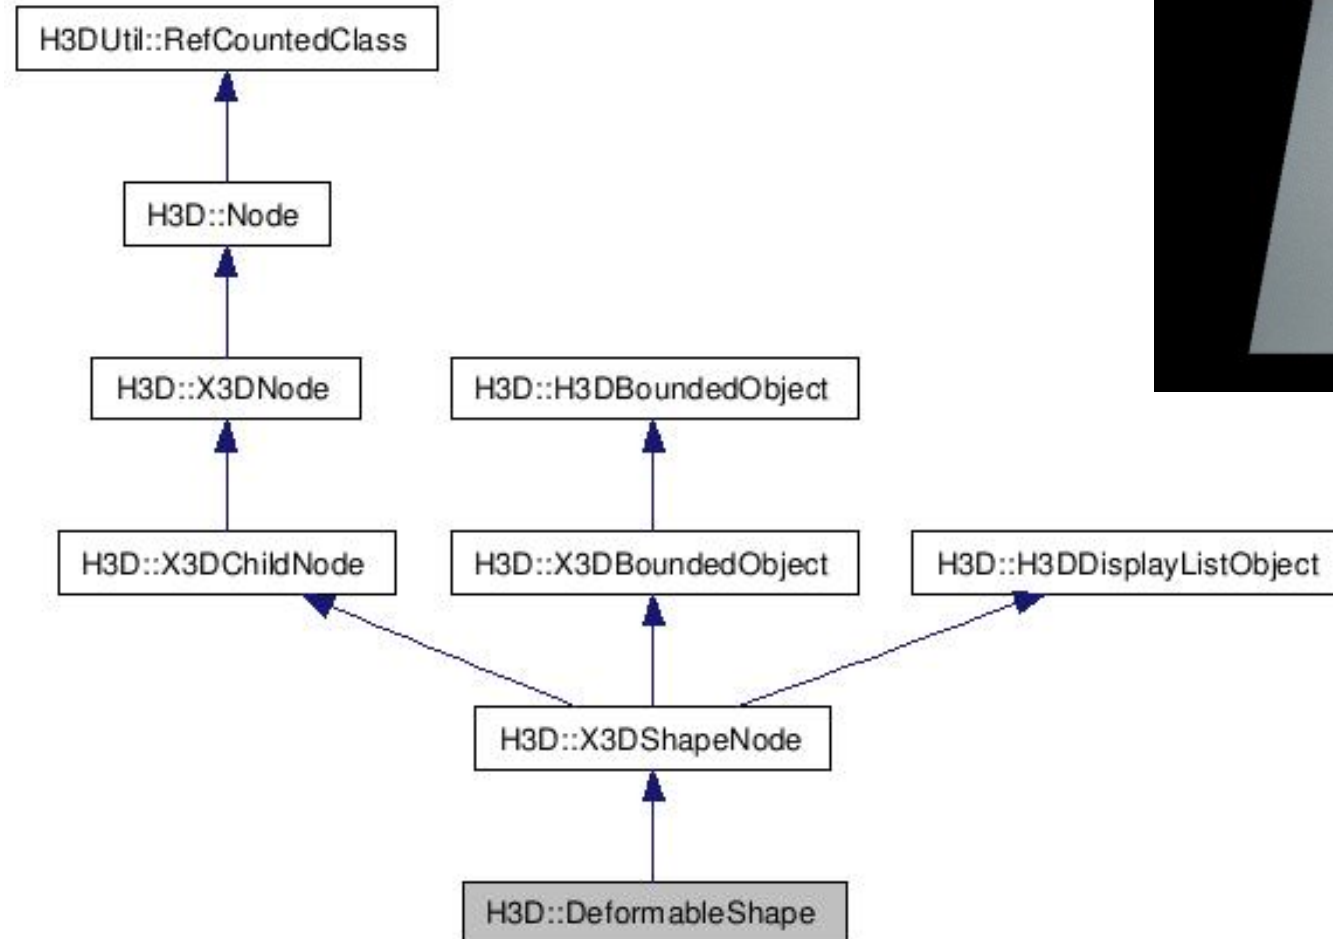 H3DUtil::RefCountedClass
H3D::Node
H3D::X3DNode
H3D::H3DBoundedObject
H3D::X3DChildNode
H3D::X3DBoundedObject
H3D::H3DDisplayListObject
H3D::X3DShapeNode
H3D::DeformableShape